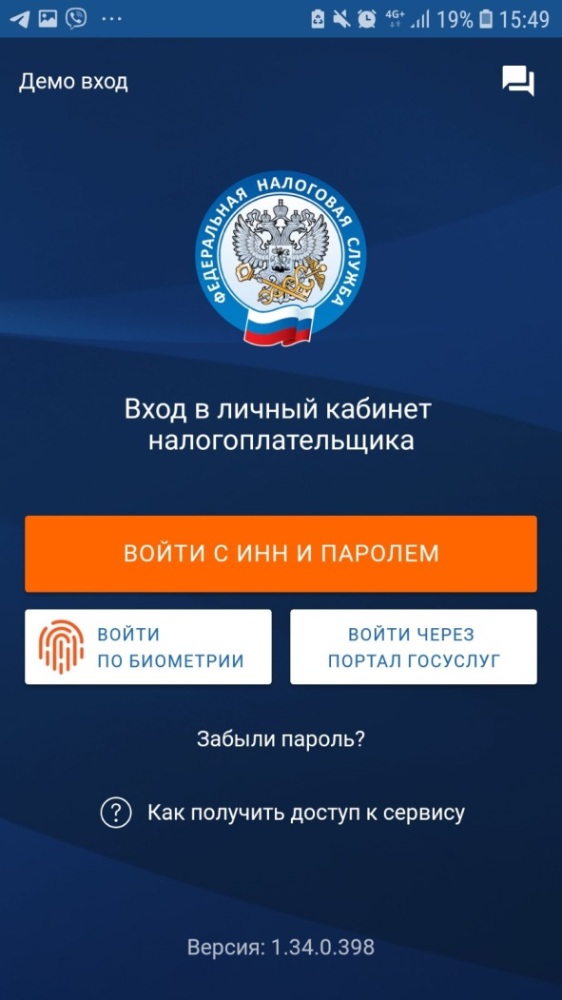 4G+ 19% 15:49
Демо вход
ФЕДЕРАЛЬНАЯ НАЛОГОВАЯ СЛУЖБА
Вход в личный кабинет
налогоплательщика
ВОЙТИ С ИНН И ПАРОЛЕМ
ВОЙТИ
ПО БИОМЕТРИИ
ВОЙТИ ЧЕРЕЗ
ПОРТАЛ ГОСУСЛУГ
Забыли пароль?
? Как получить доступ к сервису
Версия: 1.34.0.398